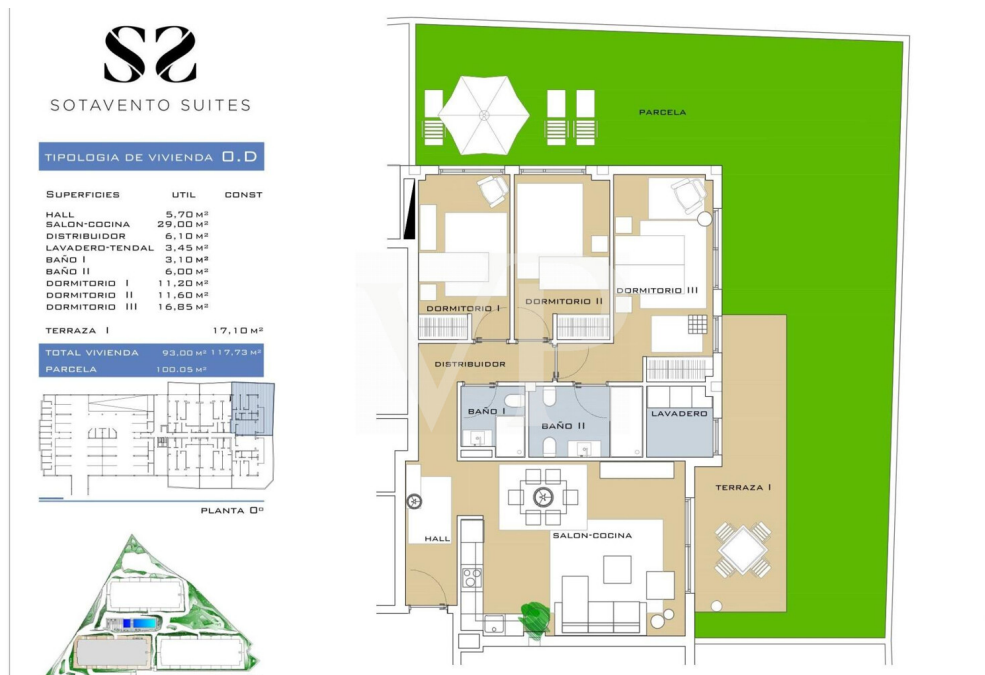 SS
SOTAVENTO SUITES
TIPOLOGIA DE VIVIENDA O.D
SUPERFICIES UTIL CONST
HALL 5,70 M²
SALON-COCINA 29,00 M²
DISTRIBUIDOR 6,10 M²
LAVADERO-TENDAL 3,45 M²
BAÑO I 3,10 M²
BAÑO II 6,00 M²
DORMITORIO I 11,20 M²
DORMITORIO II 11,60 M²
DORMITORIO III 16,85 M²
TERRAZA I 17,10 M²
TOTAL VIVIENDA 93,00 M² 117,73 M²
PARCELA 100.05 M²
PLANTA 0º
PARCELA
DORMITORIO I
DORMITORIO II
DORMITORIO III
DISTRIBUIDOR
BAÑO I
BAÑO II
LAVADERO
TERRAZA I
HALL
SALON-COCINA
VP